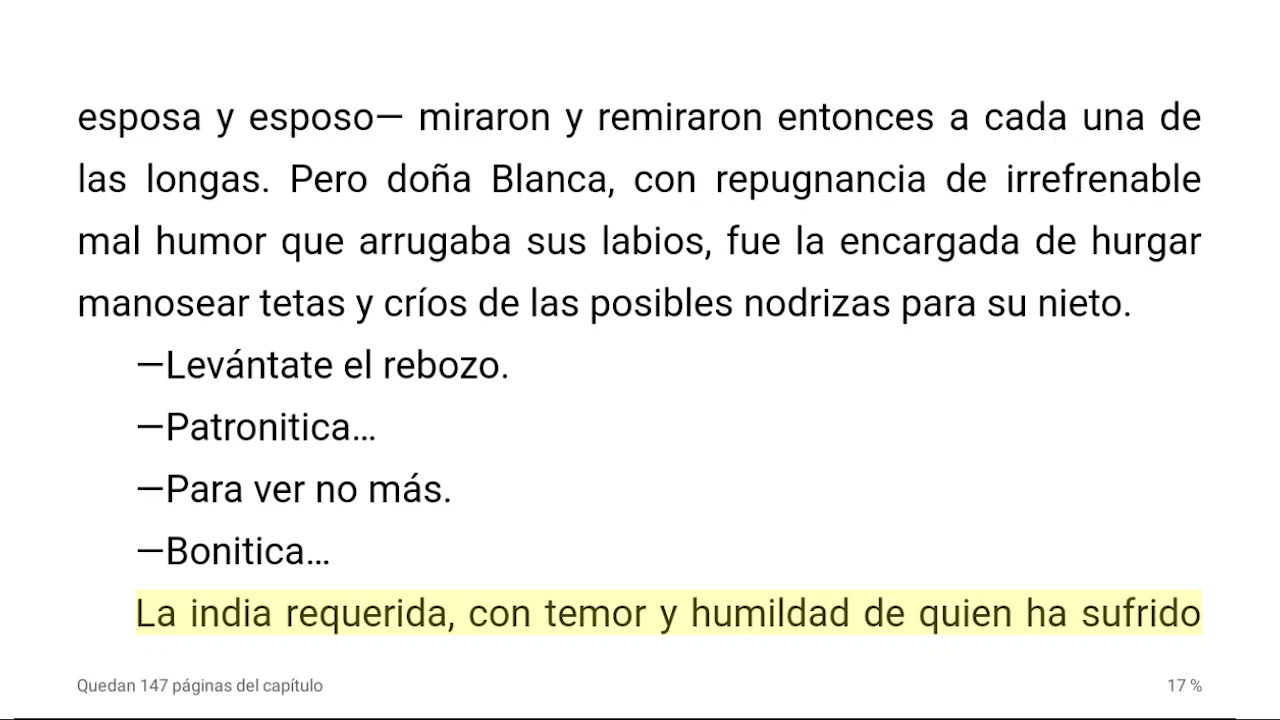 esposa y esposo— miraron y remiraron entonces a cada una de
las longas. Pero doña Blanca, con repugnancia de irrefrenable
mal humor que arrugaba sus labios, fue la encargada de hurgar
manosear tetas y críos de las posibles nodrizas para su nieto.
—Levántate el rebozo.
—Patronitica…
—Para ver no más.
—Bonitica…
La india requerida, con temor y humildad de quien ha sufrido
Quedan 147 páginas del capítulo
17 %